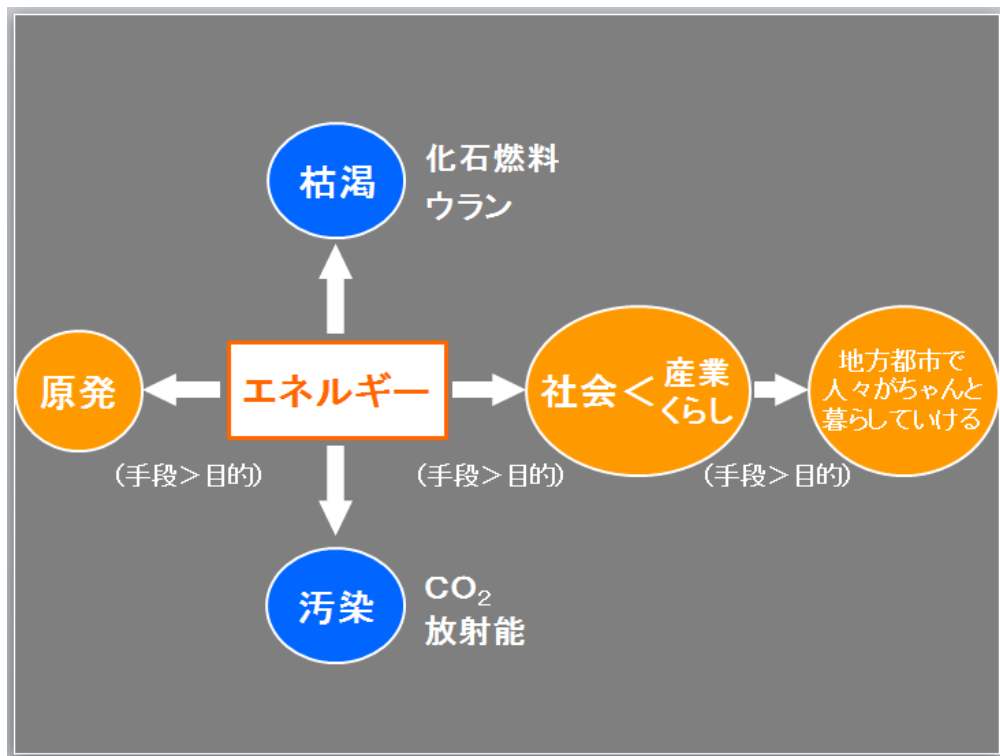 枯渇
化石燃料
ウラン
原発
エネルギー
社会<産業
くらし
地方都市で
人々がちゃんと
暮らしていける
(手段>目的)
(手段>目的)
(手段>目的)
汚染
CO₂
放射能